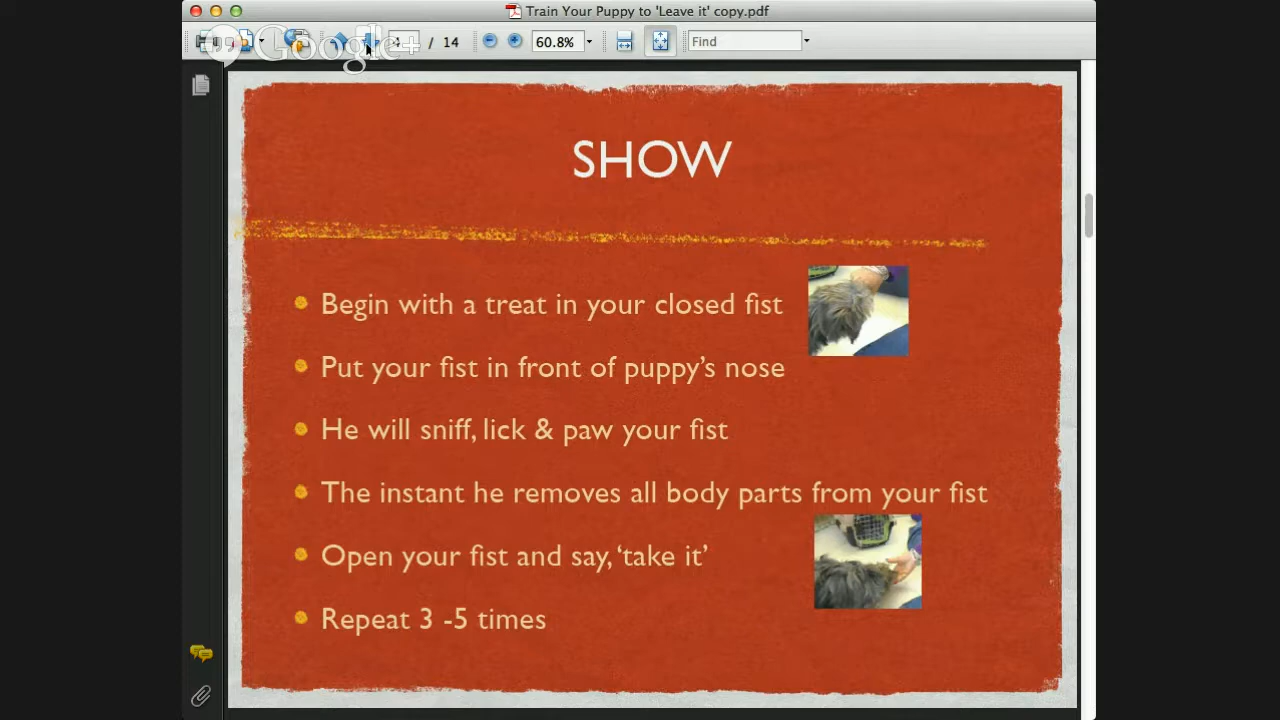 Train Your Puppy to 'Leave it' copy.pdf
Google+
4 / 14
60.8%
Find
SHOW
Begin with a treat in your closed fist
Put your fist in front of puppy's nose
He will sniff, lick & paw your fist
The instant he removes all body parts from your fist
Open your fist and say, 'take it'
Repeat 3 -5 times